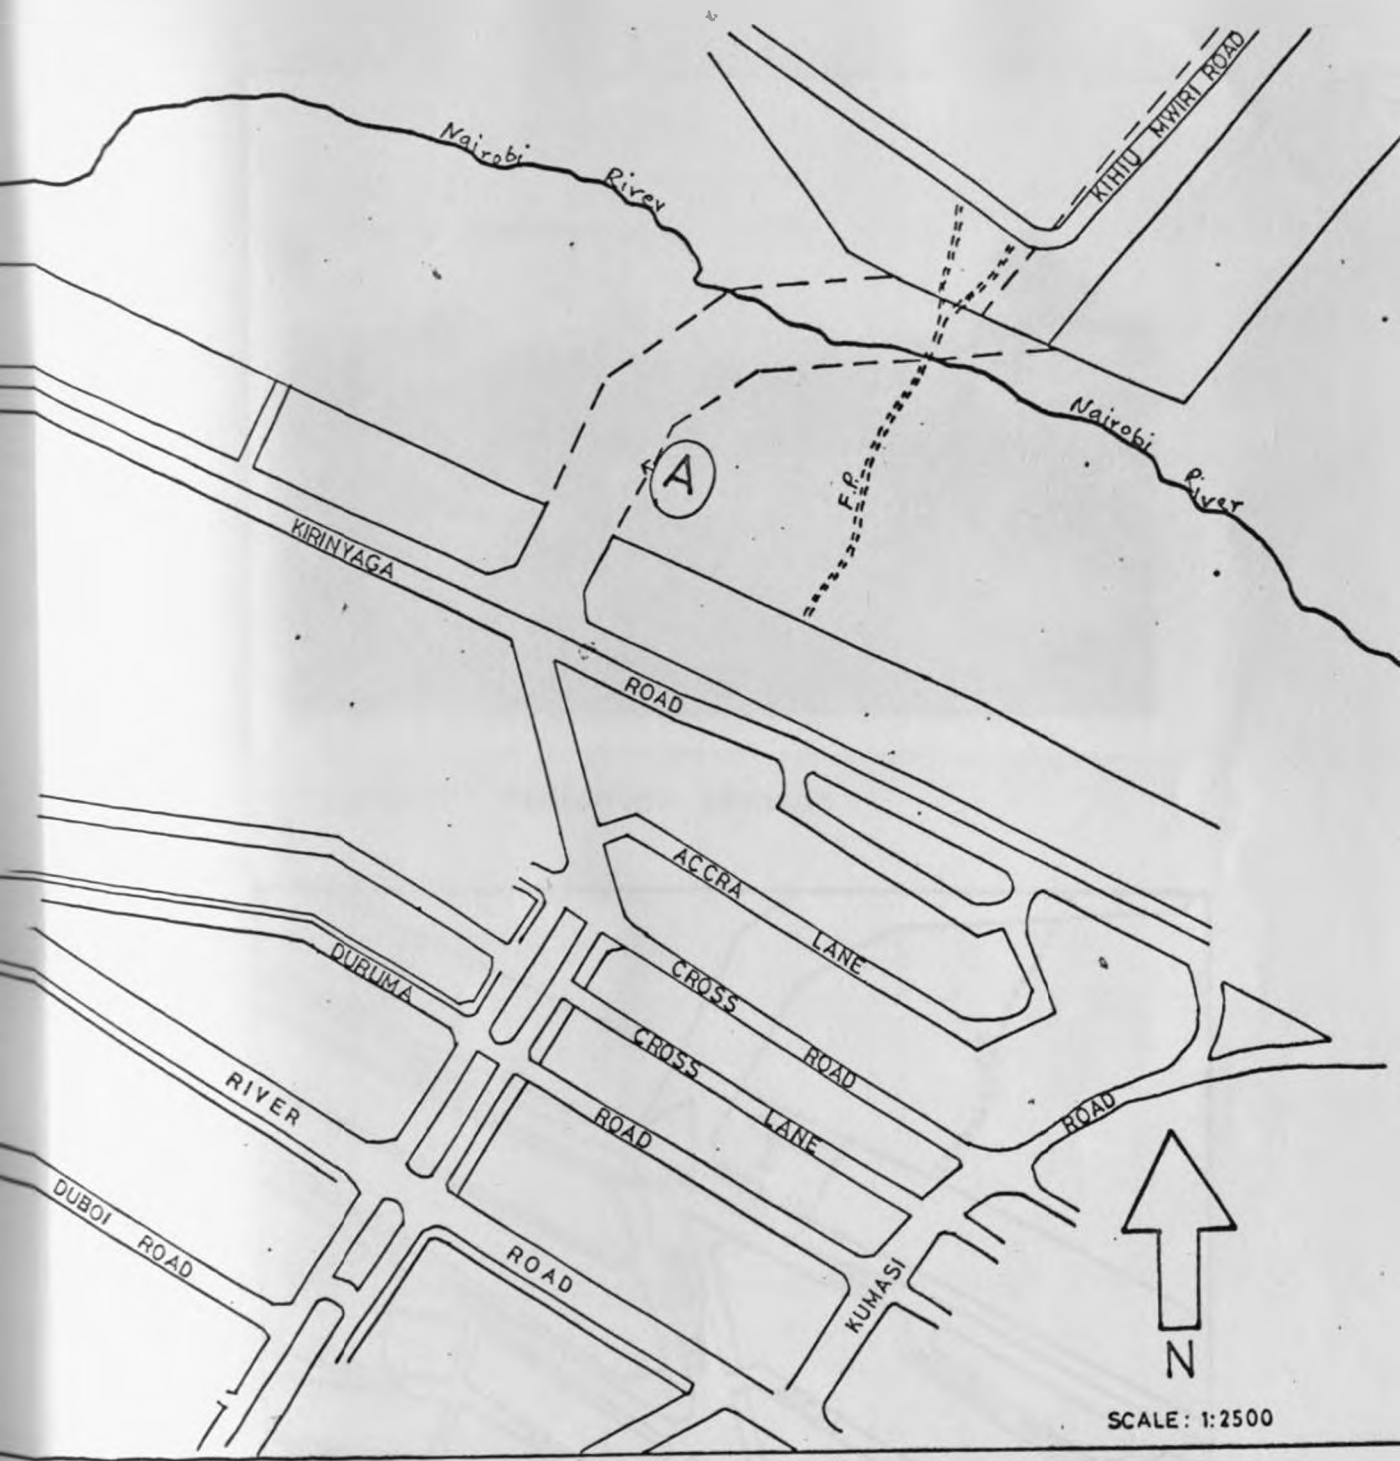 KIHIU MWIRI ROAD
Nairobi
River
Nairobi
River
A
F.P.
KIRINYAGA
ROAD
ACCRA
LANE
CROSS
ROAD
DURUMA
CROSS
LANE
ROAD
RIVER
ROAD
ROAD
DUBOI
ROAD
KUMASI
N
SCALE: 1:2500